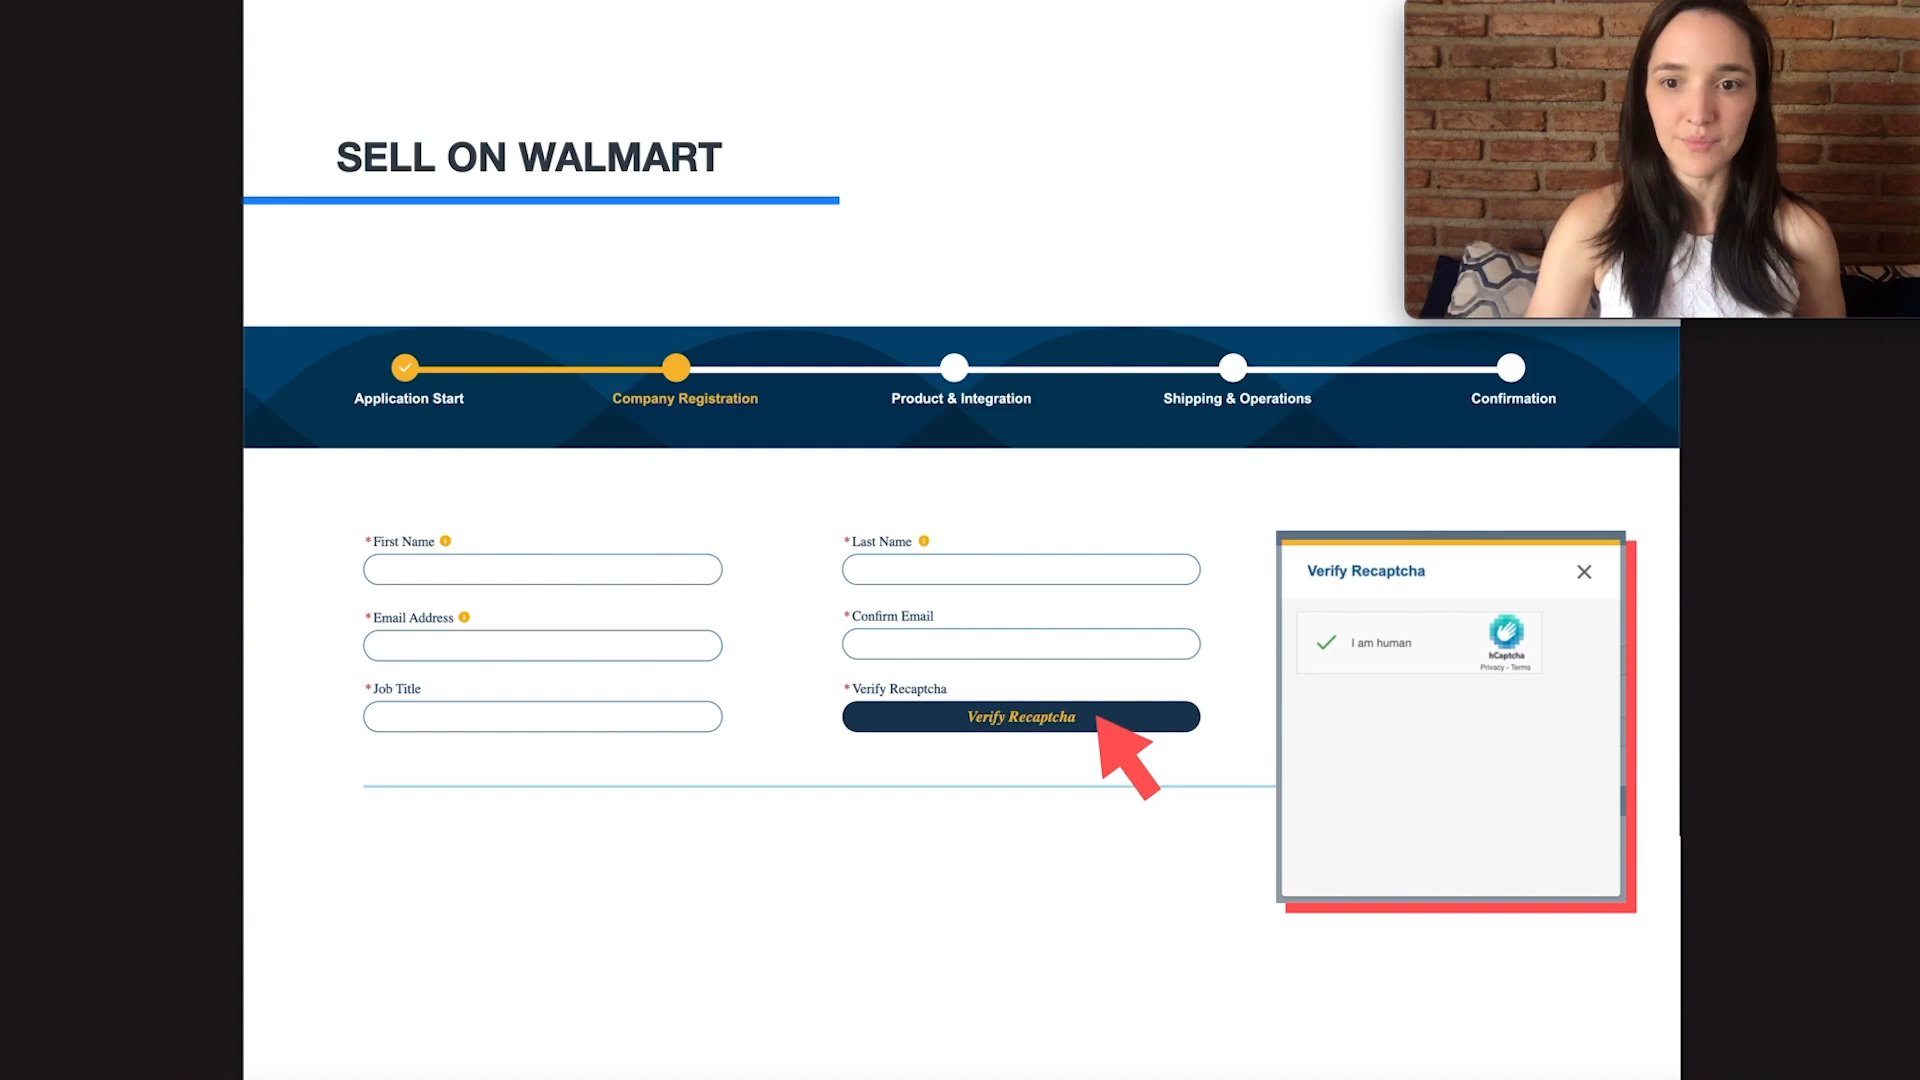 SELL ON WALMART
Application Start
Company Registration
Product & Integration
Shipping & Operations
Confirmation
*First Name
*Last Name
*Email Address
*Confirm Email
*Job Title
*Verify Recaptcha
Verify Recaptcha
Verify Recaptcha
I am human
hCaptcha
Privacy - Terms